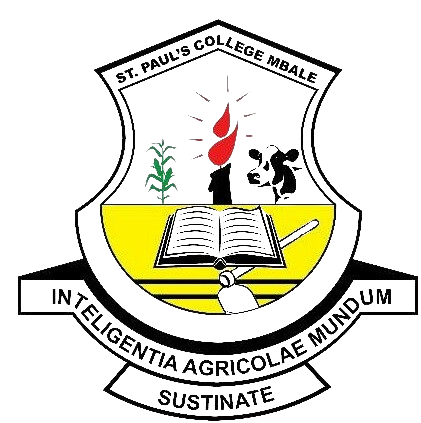 ST. PAUL'S COLLEGE MBALE
INTELIGENTIA AGRICOLAE MUNDUM
SUSTINATE